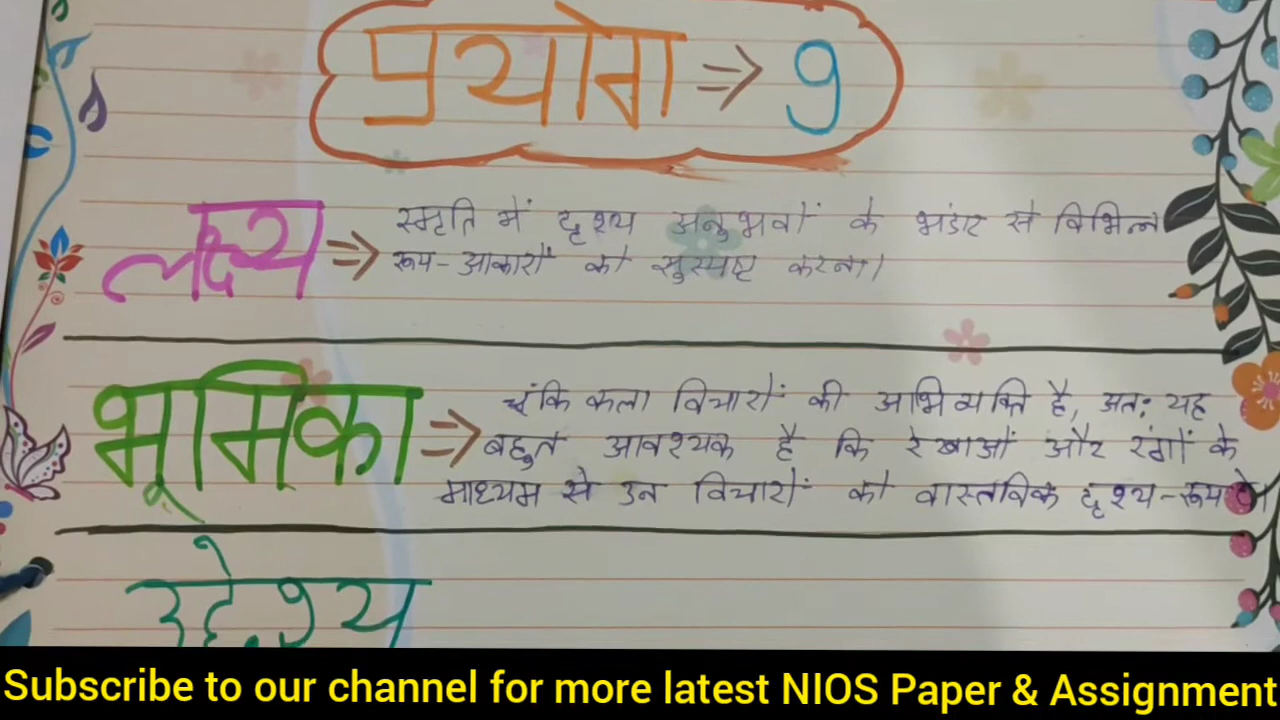 प्रयोग ⇒ 9
लक्ष्य ⇒ स्मृति में दृश्य अनुभवों के भंडार से विभिन्न
रूप-आकारों को सुस्पष्ट करना।
भूमिका ⇒ चूंकि कला विचारों की अभिव्यक्ति है, अतः यह
बहुत आवश्यक है कि रेखाओं और रंगों के
माध्यम से उन विचारों को वास्तविक दृश्य-रूप दे।
उद्देश्य
Subscribe to our channel for more latest NIOS Paper & Assignment